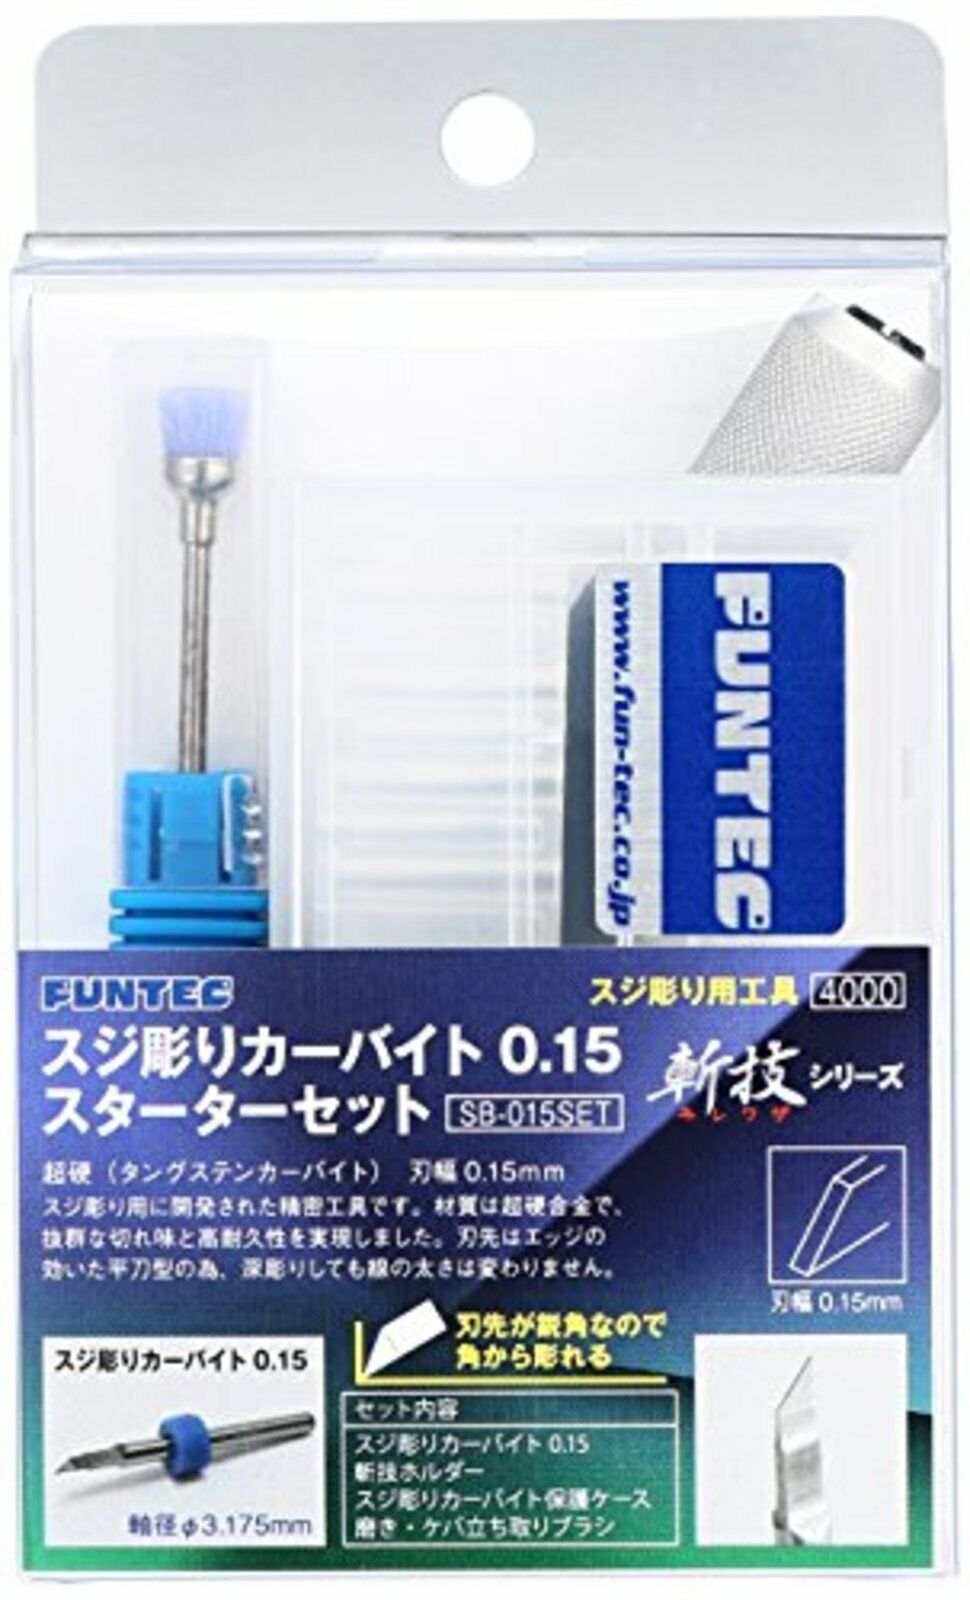 FUNTEC
www.fun-tec.co.jp
FUNTEC
スジ彫り用工具 4000
スジ彫りカーバイト 0.15
スターターセット SB-015SET
斬技シリーズ
キレワザ
超硬（タングステンカーバイト） 刃幅 0.15mm
スジ彫り用に開発された精密工具です。材質は超硬合金で、
抜群な切れ味と高耐久性を実現しました。刃先はエッジの
効いた平刀型の為、深彫りしても線の太さは変わりません。
刃幅 0.15mm
刃先が鋭角なので
角から彫れる
スジ彫りカーバイト 0.15
軸径φ3.175mm
セット内容
スジ彫りカーバイト 0.15
斬技ホルダー
スジ彫りカーバイト保護ケース
磨き・ケバ立ち取りブラシ